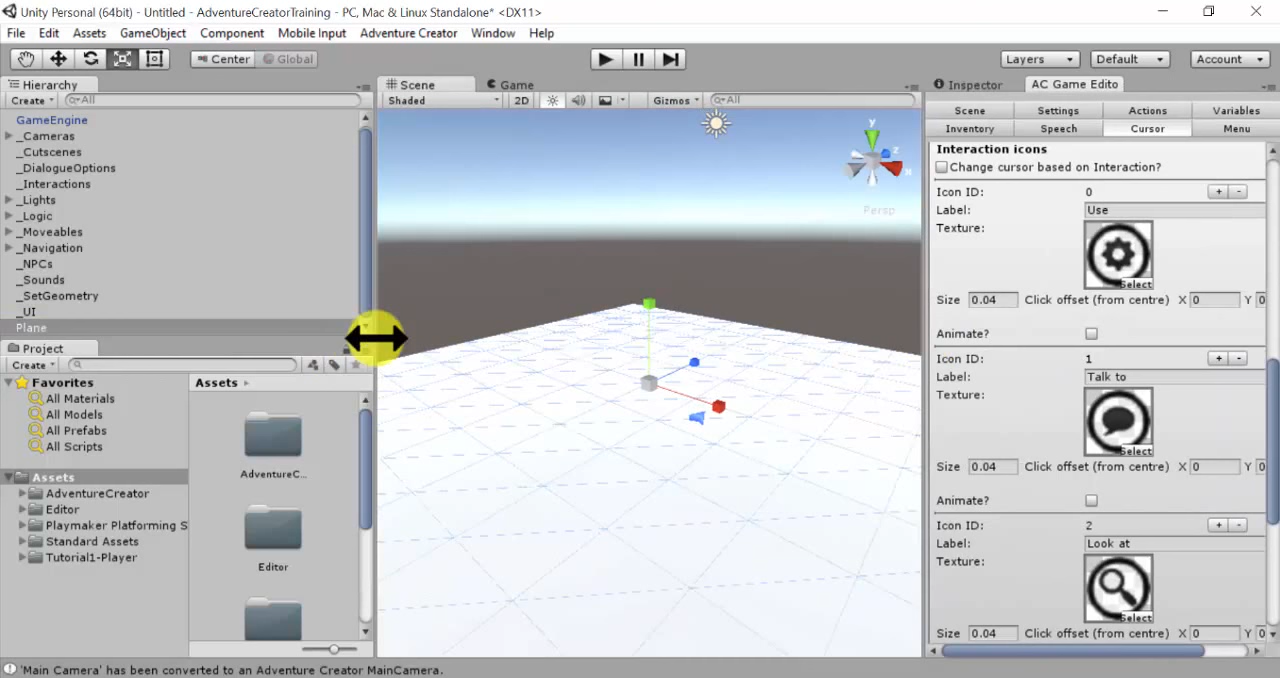 Unity Personal (64bit) - Untitled - AdventureCreatorTraining - PC, Mac & Linux Standalone* <DX11>
File Edit Assets GameObject Component Mobile Input Adventure Creator Window Help
Center Global Layers Default Account
Hierarchy Scene Game Inspector AC Game Edito
Create All Shaded 2D Gizmos All Scene Settings Actions Variables
Inventory Speech Cursor Menu
GameEngine
_Cameras
_Cutscenes
_DialogueOptions
_Interactions
_Lights
_Logic
_Moveables
_Navigation
_NPCs
_Sounds
_SetGeometry
_UI
Plane
y
z
x
Persp
Interaction icons
Change cursor based on Interaction?
Icon ID: 0 + -
Label: Use
Texture:
Select
Size 0.04 Click offset (from centre) X 0 Y 0
Animate?
Icon ID: 1 + -
Label: Talk to
Texture:
Select
Size 0.04 Click offset (from centre) X 0 Y 0
Animate?
Icon ID: 2 + -
Label: Look at
Texture:
Select
Size 0.04 Click offset (from centre) X 0 Y 0
Project
Create
Favorites
All Materials
All Models
All Prefabs
All Scripts
Assets
AdventureCreator
Editor
Playmaker Platforming S
Standard Assets
Tutorial1-Player
Assets
AdventureC...
Editor
'Main Camera' has been converted to an Adventure Creator MainCamera.